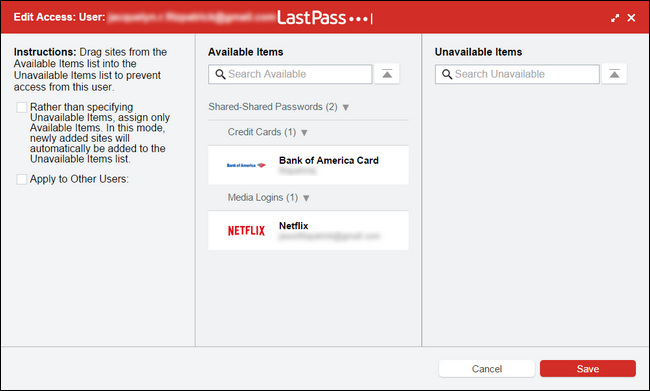 Edit Access: User:
LastPass•••|
Instructions: Drag sites from the
Available Items list into the
Unavailable Items list to prevent
access from this user.
Rather than specifying
Unavailable Items, assign only
Available Items. In this mode,
newly added sites will
automatically be added to the
Unavailable Items list.
Apply to Other Users:
Available Items
Search Available
Shared-Shared Passwords (2)
Credit Cards (1)
Bank of America
Bank of America Card
Media Logins (1)
NETFLIX
Netflix
Unavailable Items
Search Unavailable
Cancel
Save